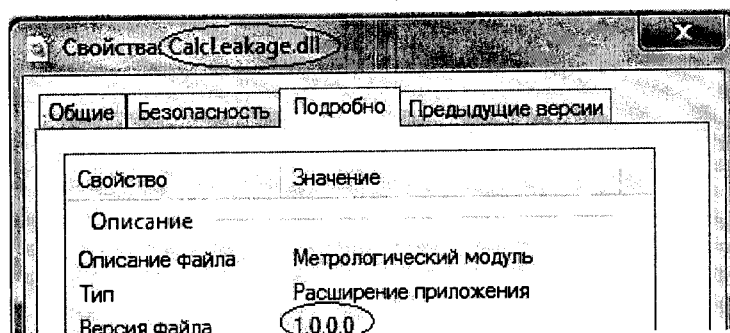 Свойства: CalcLeakage.dll
Общие Безопасность Подробно Предыдущие версии
Свойство Значение
Описание
Описание файла Метрологический модуль
Тип Расширение приложения
Версия файла 1.0.0.0